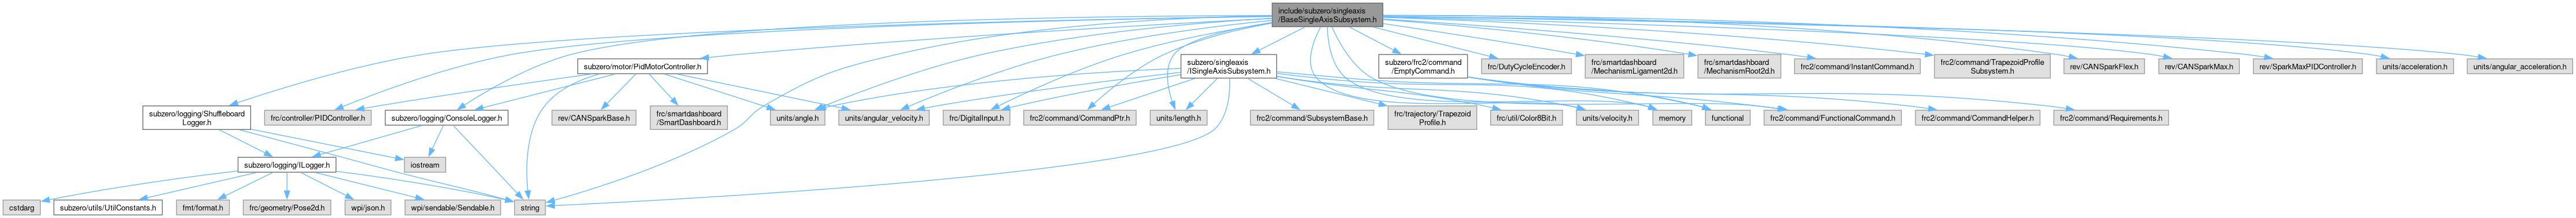 include/subzero/singleaxis
/BaseSingleAxisSubsystem.h
subzero/motor/PidMotorController.h
subzero/singleaxis
/ISingleAxisSubsystem.h
subzero/frc2/command
/EmptyCommand.h
frc/DutyCycleEncoder.h
frc/smartdashboard
/MechanismLigament2d.h
frc/smartdashboard
/MechanismRoot2d.h
frc2/command/InstantCommand.h
frc2/command/TrapezoidProfile
Subsystem.h
rev/CANSparkFlex.h
rev/CANSparkMax.h
rev/SparkMaxPIDController.h
units/acceleration.h
units/angular_acceleration.h
subzero/logging/Shuffleboard
Logger.h
frc/controller/PIDController.h
subzero/logging/ConsoleLogger.h
rev/CANSparkBase.h
frc/smartdashboard
/SmartDashboard.h
units/angle.h
units/angular_velocity.h
frc/DigitalInput.h
frc2/command/CommandPtr.h
units/length.h
frc2/command/SubsystemBase.h
frc/trajectory/Trapezoid
Profile.h
frc/util/Color8Bit.h
units/velocity.h
memory
functional
frc2/command/FunctionalCommand.h
frc2/command/CommandHelper.h
frc2/command/Requirements.h
subzero/logging/ILogger.h
iostream
cstdarg
subzero/utils/UtilConstants.h
fmt/format.h
frc/geometry/Pose2d.h
wpi/json.h
wpi/sendable/Sendable.h
string